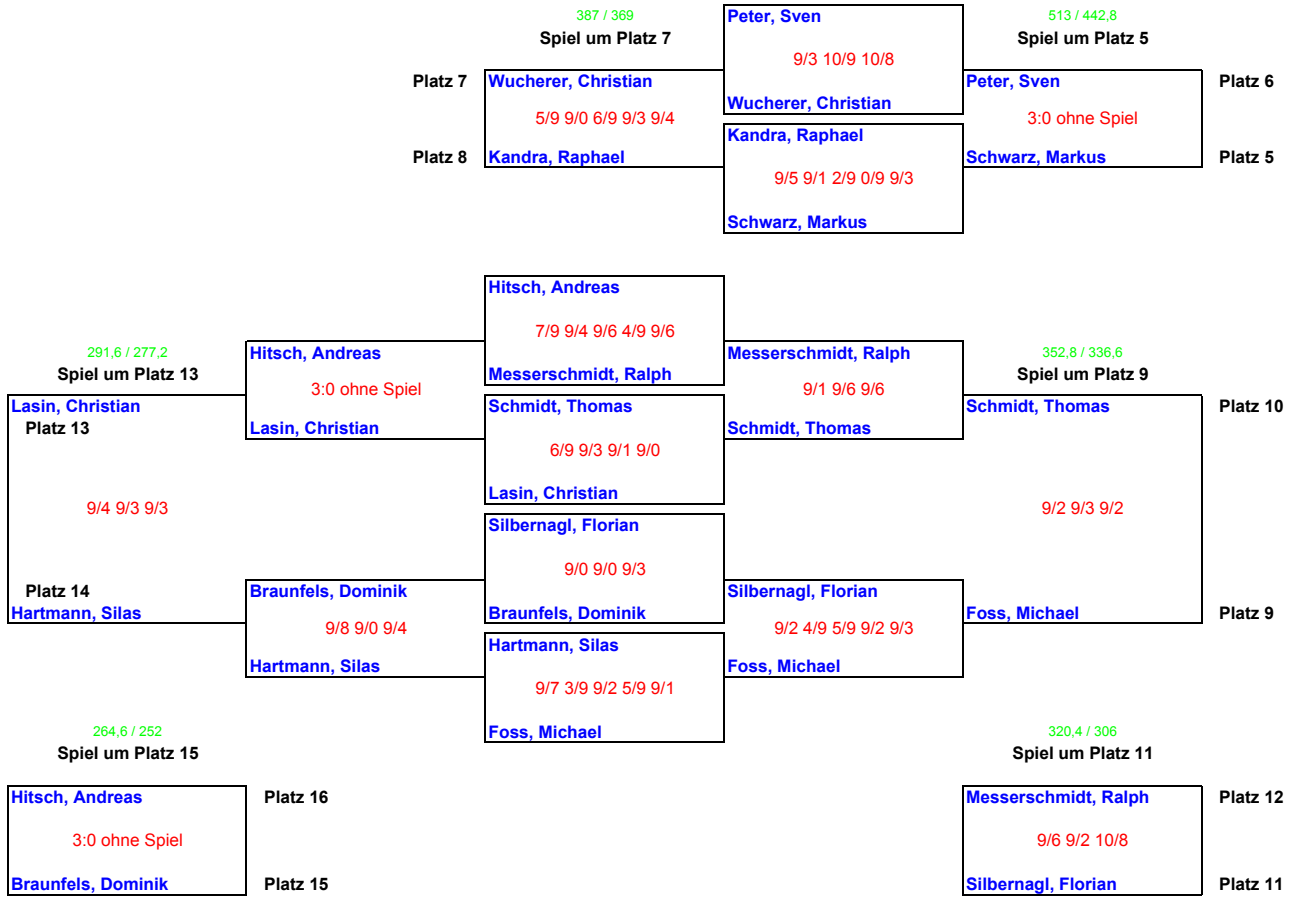 387 / 369
Spiel um Platz 7
Peter, Sven
513 / 442,8
Spiel um Platz 5
9/3 10/9 10/8
Platz 7
Wucherer, Christian
Peter, Sven
Platz 6
Wucherer, Christian
5/9 9/0 6/9 9/3 9/4
3:0 ohne Spiel
Kandra, Raphael
Platz 8
Kandra, Raphael
Schwarz, Markus
Platz 5
9/5 9/1 2/9 0/9 9/3
Schwarz, Markus
Hitsch, Andreas
7/9 9/4 9/6 4/9 9/6
291,6 / 277,2
Hitsch, Andreas
Messerschmidt, Ralph
352,8 / 336,6
Spiel um Platz 13
Messerschmidt, Ralph
Spiel um Platz 9
3:0 ohne Spiel
9/1 9/6 9/6
Lasin, Christian
Schmidt, Thomas
Schmidt, Thomas
Platz 10
Platz 13
Lasin, Christian
Schmidt, Thomas
6/9 9/3 9/1 9/0
Lasin, Christian
9/4 9/3 9/3
9/2 9/3 9/2
Silbernagl, Florian
9/0 9/0 9/3
Platz 14
Braunfels, Dominik
Silbernagl, Florian
Hartmann, Silas
Braunfels, Dominik
Foss, Michael
Platz 9
9/8 9/0 9/4
9/2 4/9 5/9 9/2 9/3
Hartmann, Silas
Hartmann, Silas
Foss, Michael
9/7 3/9 9/2 5/9 9/1
Foss, Michael
264,6 / 252
Spiel um Platz 15
320,4 / 306
Spiel um Platz 11
Hitsch, Andreas
Platz 16
Messerschmidt, Ralph
Platz 12
3:0 ohne Spiel
9/6 9/2 10/8
Braunfels, Dominik
Platz 15
Silbernagl, Florian
Platz 11